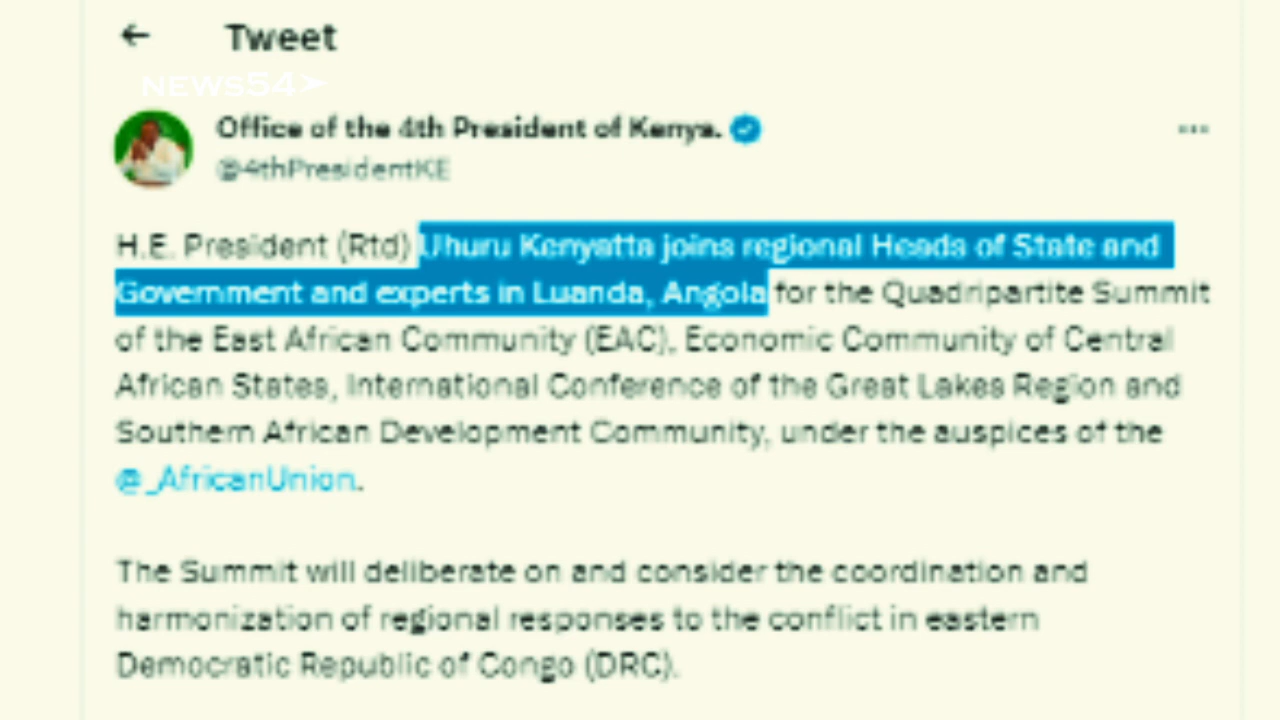 Tweet
NEWS54
Office of the 4th President of Kenya.
@4thPresidentKE
H.E. President (Rtd) Uhuru Kenyatta joins regional Heads of State and
Government and experts in Luanda, Angola for the Quadripartite Summit
of the East African Community (EAC), Economic Community of Central
African States, International Conference of the Great Lakes Region and
Southern African Development Community, under the auspices of the
@_AfricanUnion.
The Summit will deliberate on and consider the coordination and
harmonization of regional responses to the conflict in eastern
Democratic Republic of Congo (DRC).